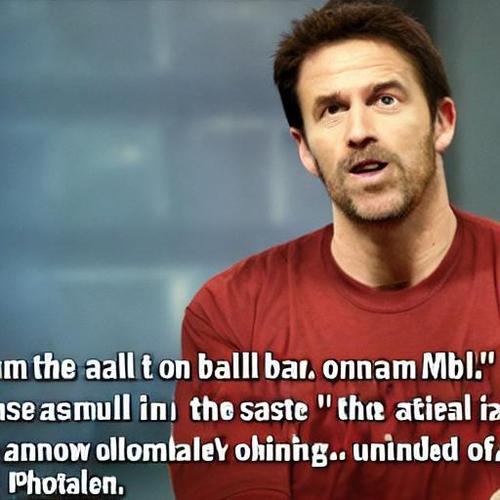 m the aall t on balll bar. onnam Mbl."
se asmull in the saste " the atieal
annow ollomlaleY ohining.. uninded of
Photalen.